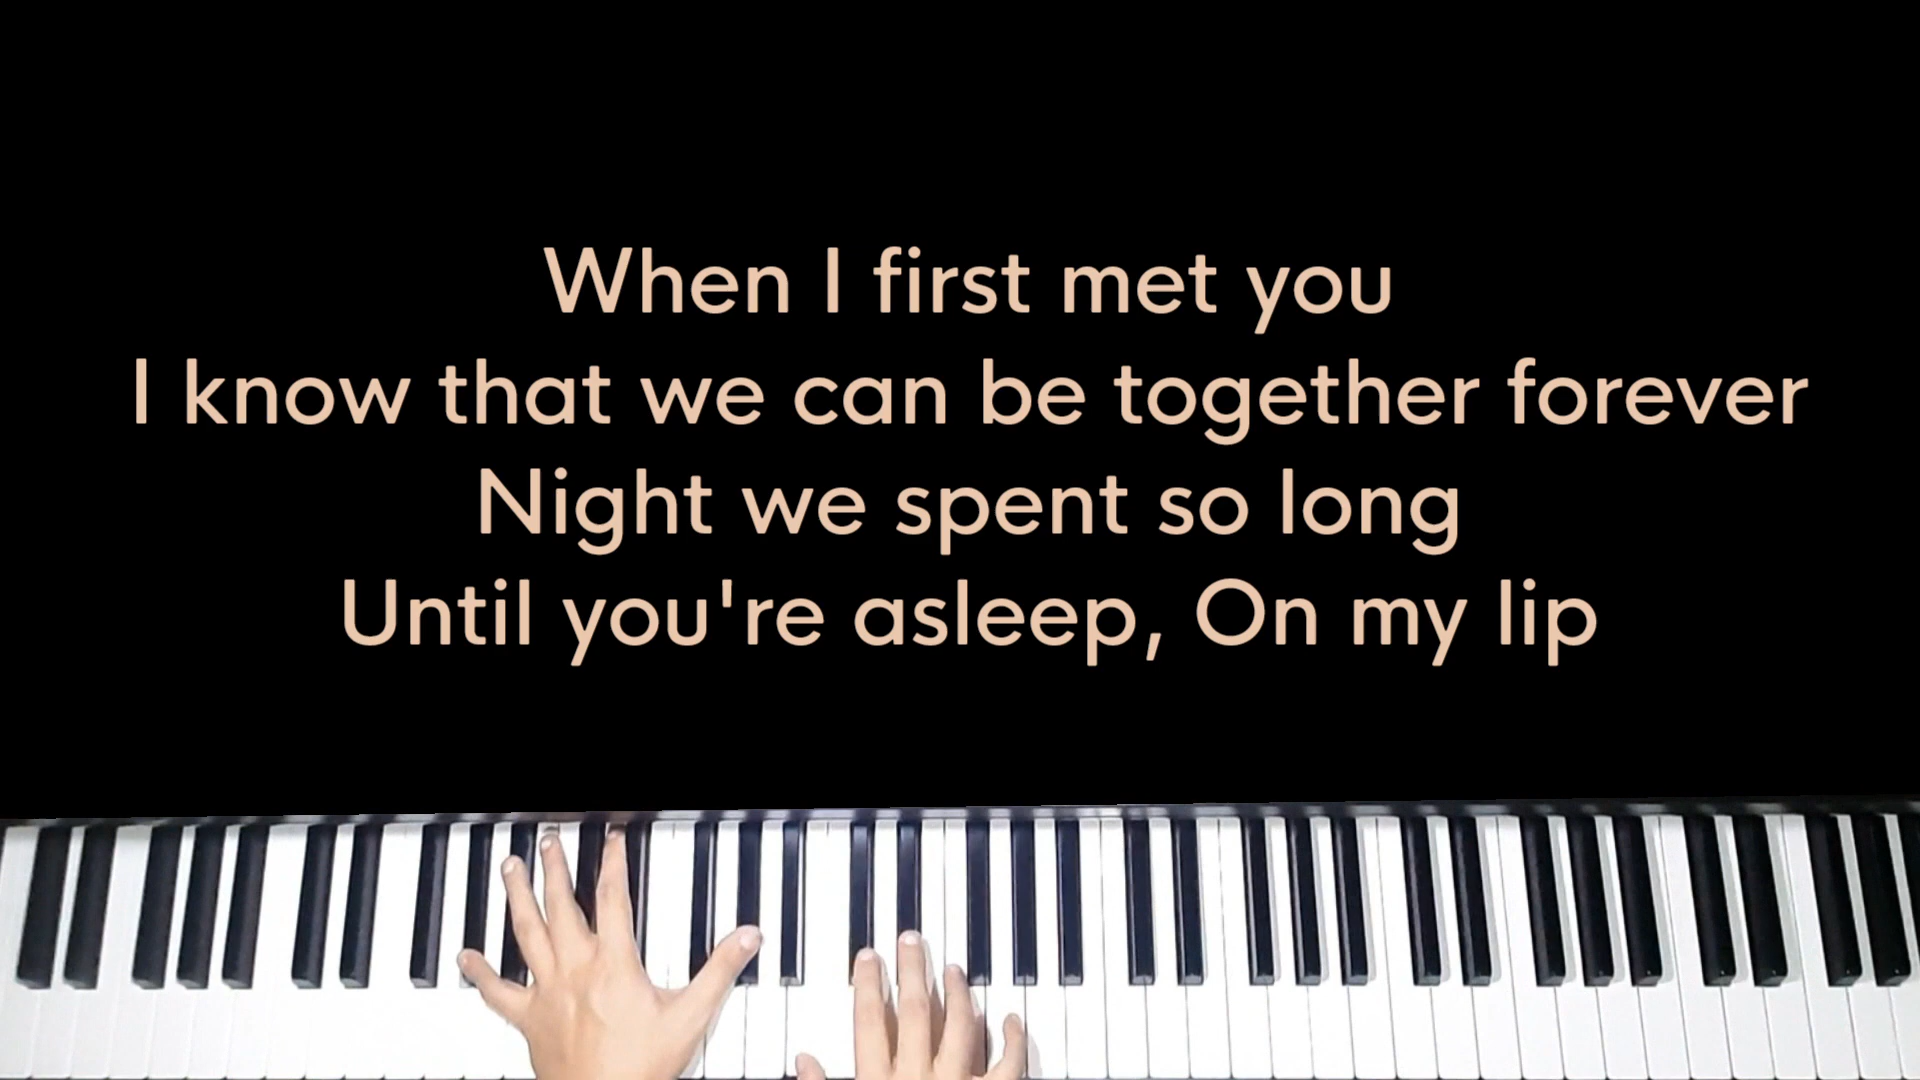 When I first met you
I know that we can be together forever
Night we spent so long
Until you're asleep, On my lip